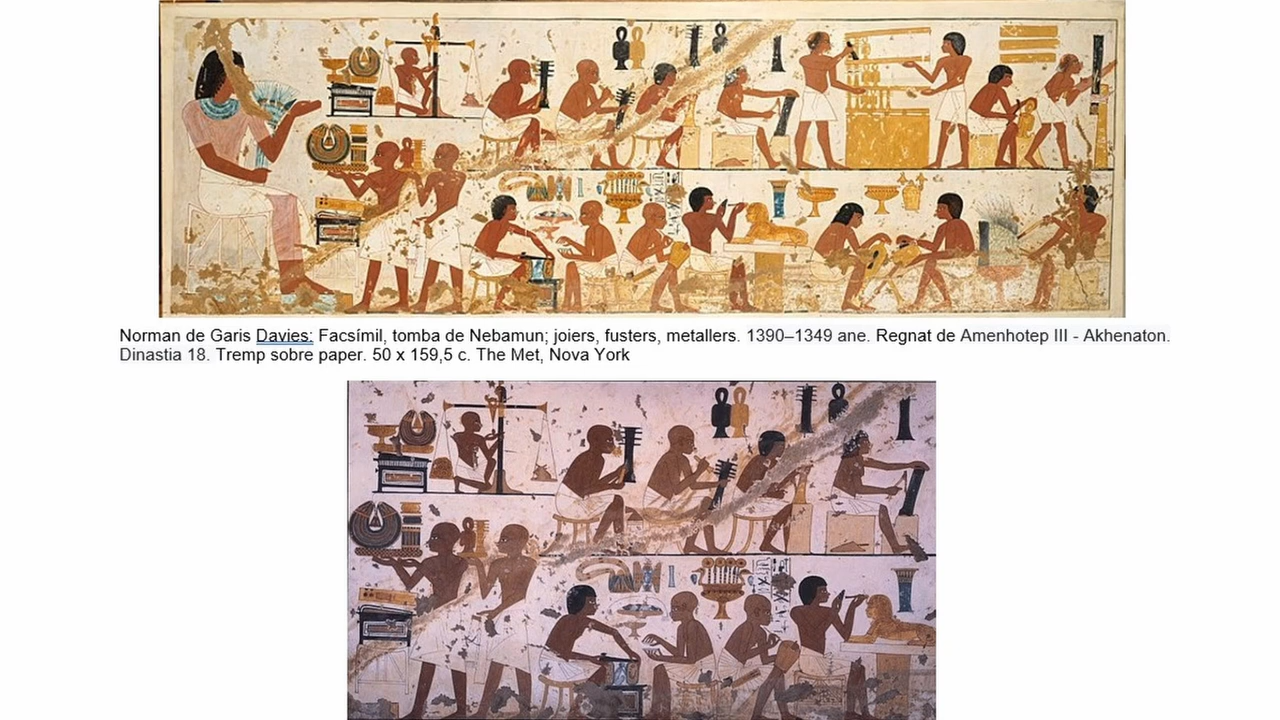 Norman de Garis Davies: Facsímil, tomba de Nebamun; joiers, fusters, metallers. 1390–1349 ane. Regnat de Amenhotep III - Akhenaton.
Dinastia 18. Tremp sobre paper. 50 x 159,5 c. The Met, Nova York